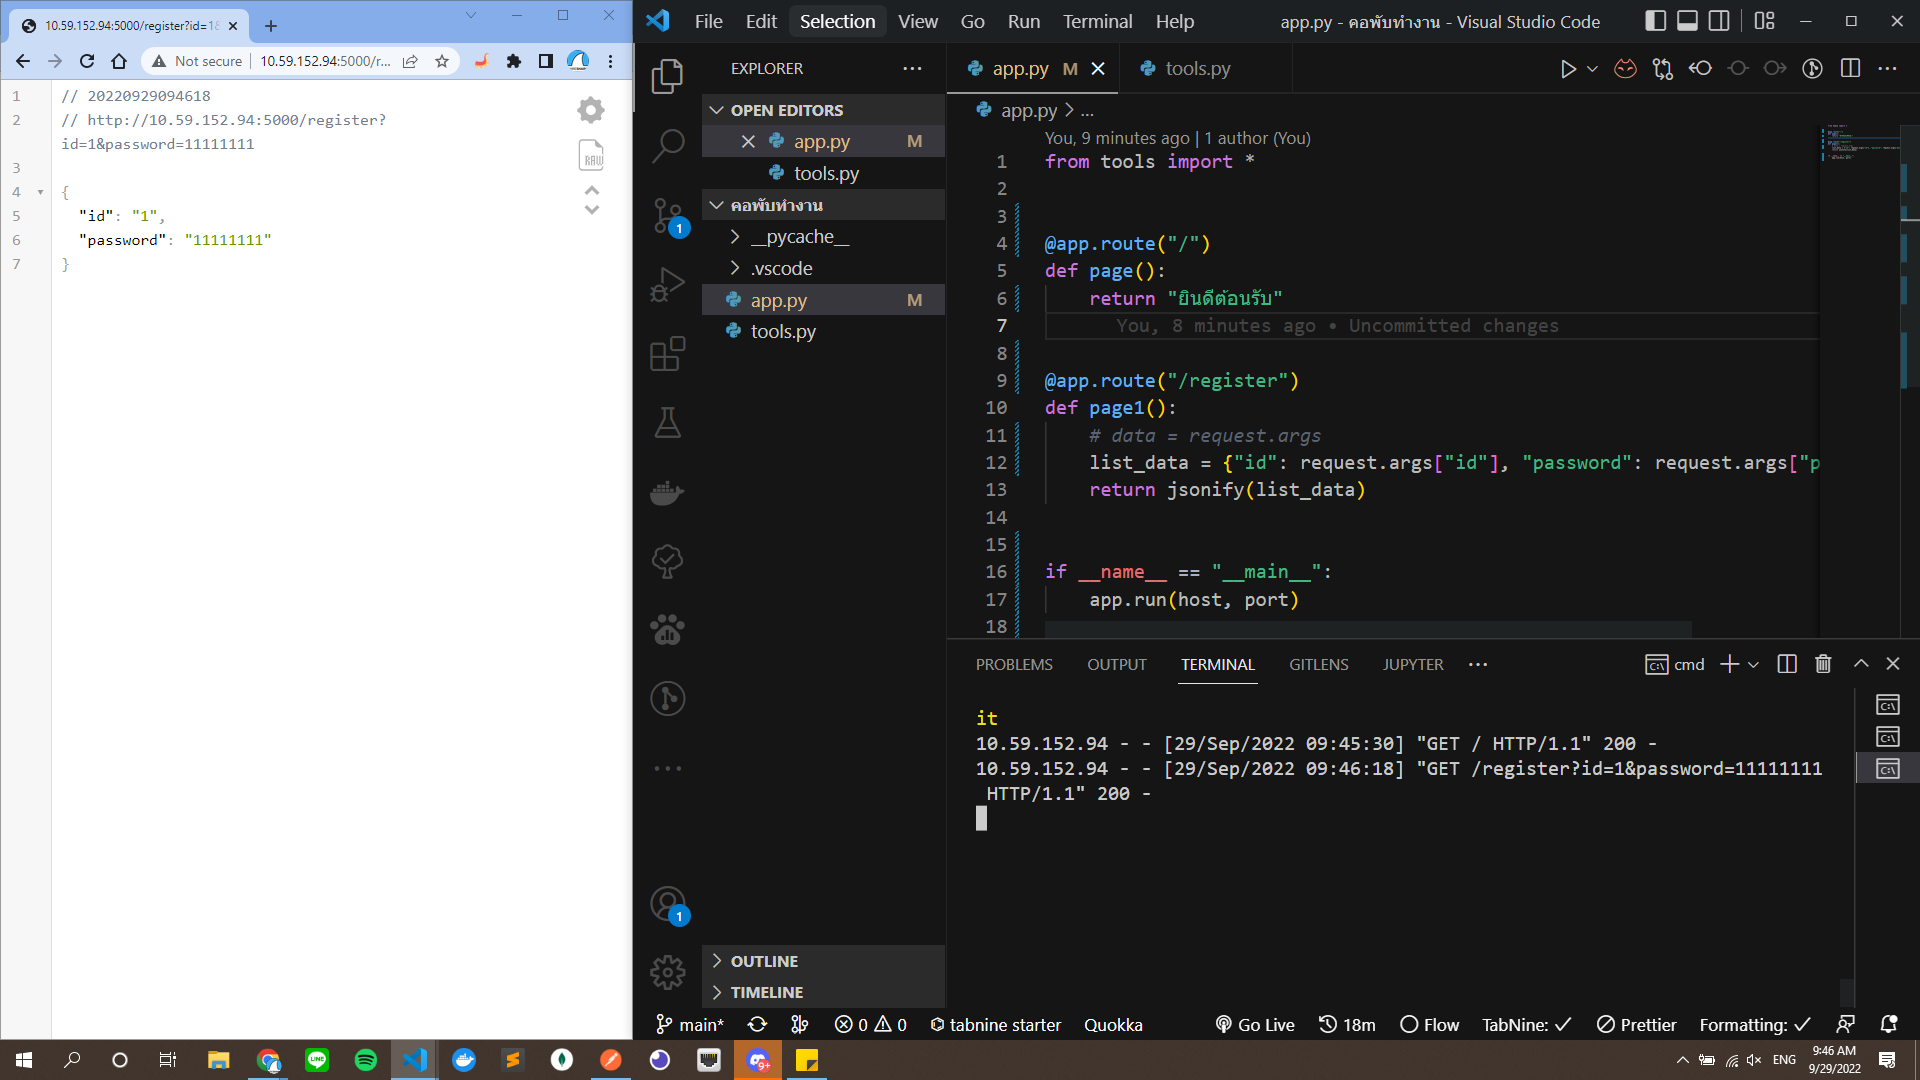 10.59.152.94:5000/register?id=1&
Not secure
10.59.152.94:5000/r...
1 // 20220929094618
2 // http://10.59.152.94:5000/register?
id=1&password=11111111
3
4 {
5 "id": "1",
6 "password": "11111111"
7 }
File Edit Selection View Go Run Terminal Help
app.py - คอพับทำงาน - Visual Studio Code
EXPLORER
OPEN EDITORS
app.py M
tools.py
คอพับทำงาน
__pycache__
.vscode
app.py M
tools.py
OUTLINE
TIMELINE
1
1
app.py M
tools.py
app.py > ...
You, 9 minutes ago | 1 author (You)
1 from tools import *
2
3
4 @app.route("/")
5 def page():
6 return "ยินดีต้อนรับ"
7 You, 8 minutes ago • Uncommitted changes
8
9 @app.route("/register")
10 def page1():
11 # data = request.args
12 list_data = {"id": request.args["id"], "password": request.args["p
13 return jsonify(list_data)
14
15
16 if __name__ == "__main__":
17 app.run(host, port)
18
PROBLEMS OUTPUT TERMINAL GITLENS JUPYTER
cmd
it
10.59.152.94 - - [29/Sep/2022 09:45:30] "GET / HTTP/1.1" 200 -
10.59.152.94 - - [29/Sep/2022 09:46:18] "GET /register?id=1&password=11111111
HTTP/1.1" 200 -
main* 0 0 tabnine starter Quokka Go Live 18m Flow TabNine: Prettier Formatting:
LINE
9+
ENG
9:46 AM
9/29/2022